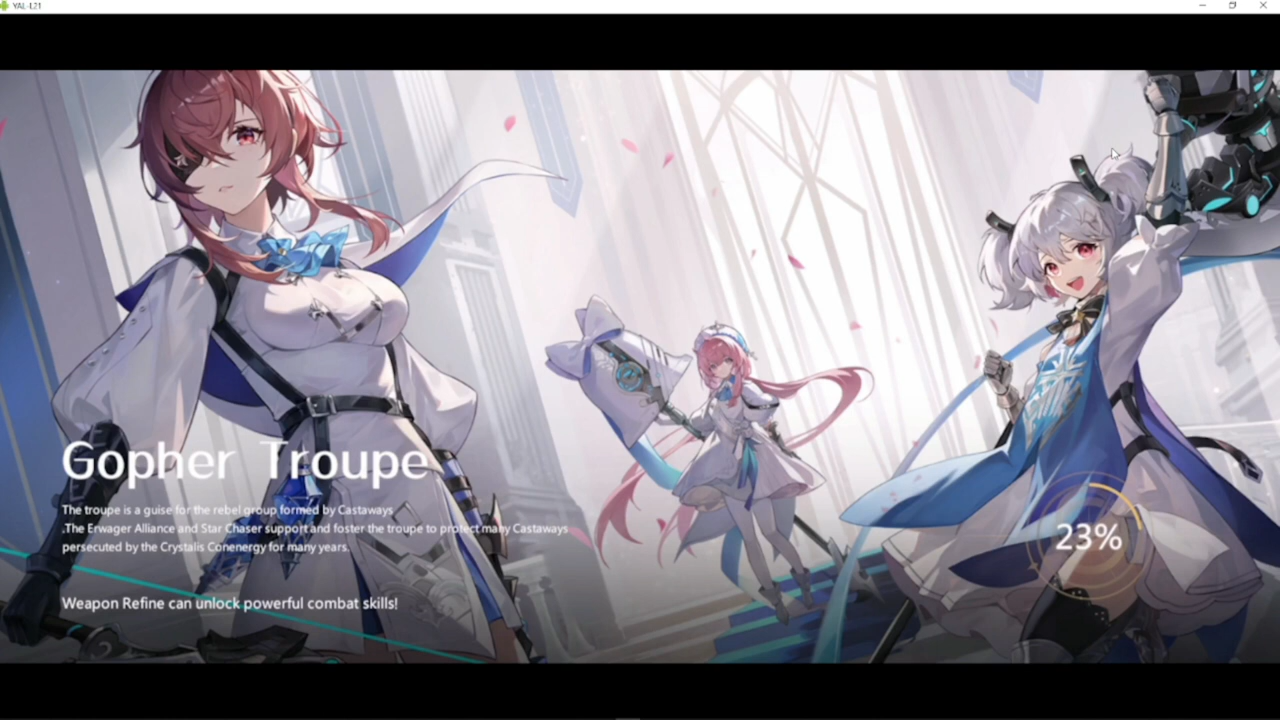 YAL-L21
Gopher Troupe
The troupe is a guise for the rebel group formed by Castaways
.The Erwager Alliance and Star Chaser support and foster the troupe to protect many Castaways
persecuted by the Crystalis Conenergy for many years.
23%
Weapon Refine can unlock powerful combat skills!